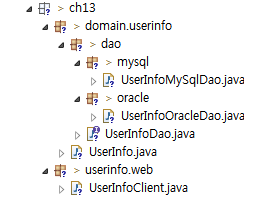 > ch13
> domain.userinfo
> dao
> mysql
> UserInfoMySqlDao.java
> oracle
> UserInfoOracleDao.java
UserInfoDao.java
> UserInfo.java
> userinfo.web
> UserInfoClient.java